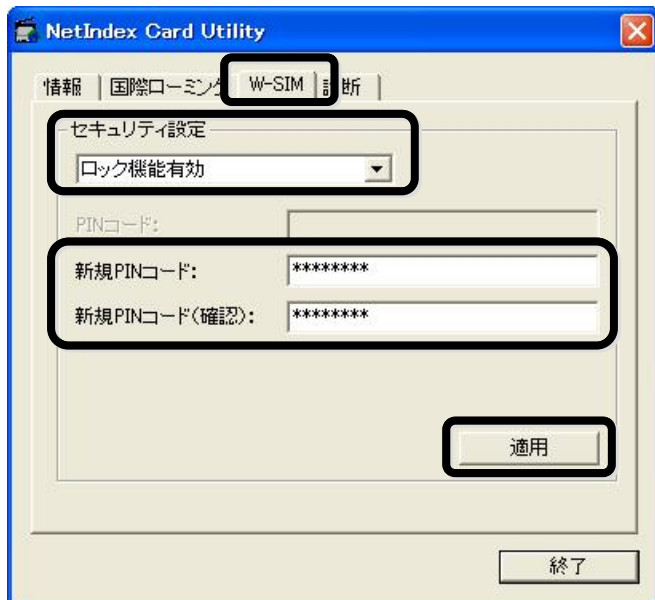 NetIndex Card Utility
情報 国際ローミング W-SIM 診断
セキュリティ設定
ロック機能有効
PINコード:
新規PINコード: ********
新規PINコード(確認): ********
適用
終了